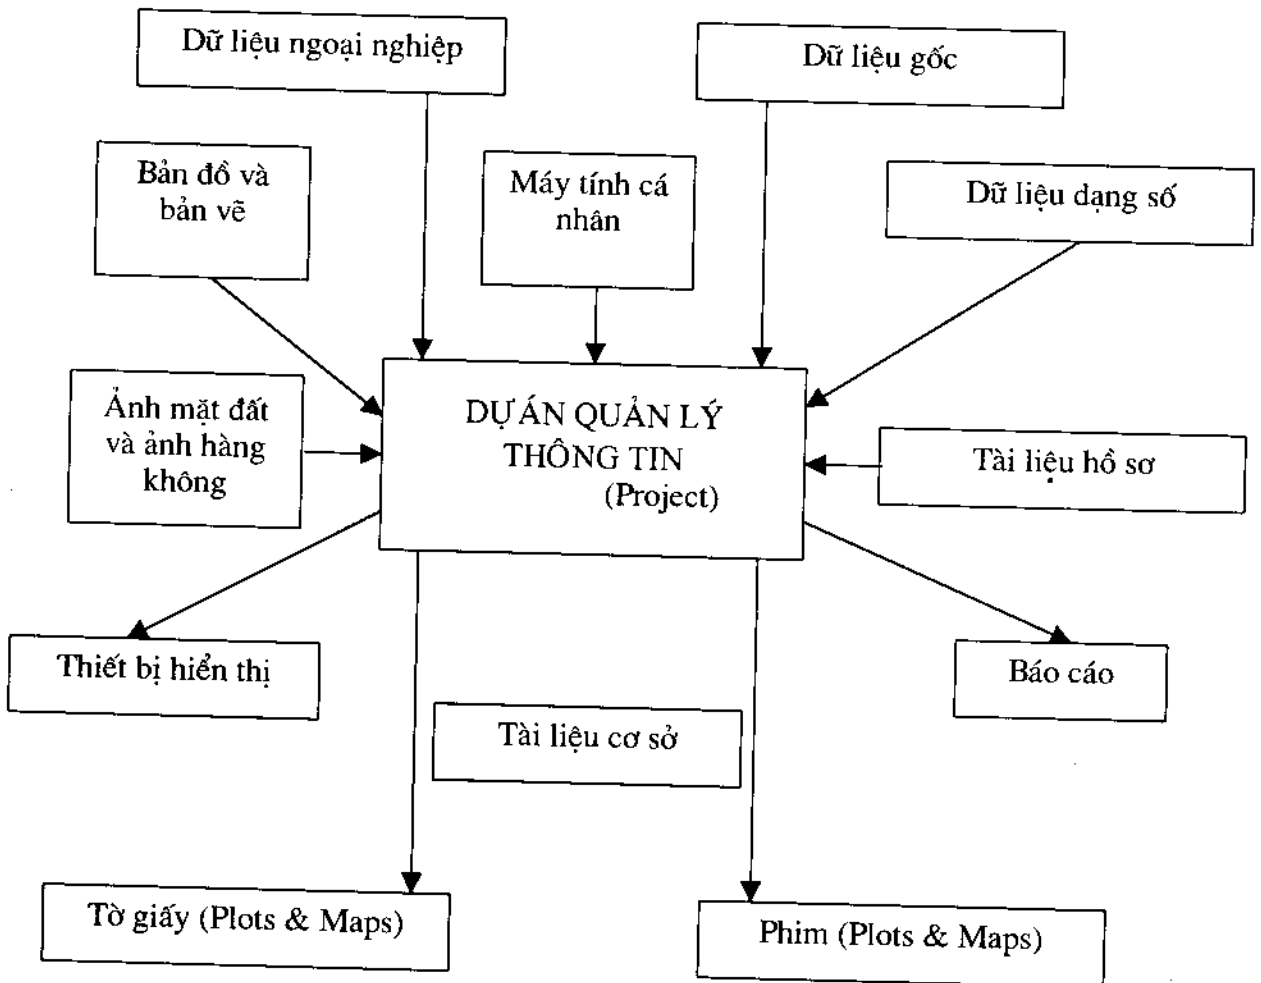 Dữ liệu ngoại nghiệp
Dữ liệu gốc
Bản đồ và
bản vẽ
Máy tính cá
nhân
Dữ liệu dạng số
Ảnh mặt đất
và ảnh hàng
không
DỰ ÁN QUẢN LÝ
THÔNG TIN
(Project)
Tài liệu hồ sơ
Thiết bị hiển thị
Báo cáo
Tài liệu cơ sở
Tờ giấy (Plots & Maps)
Phim (Plots & Maps)